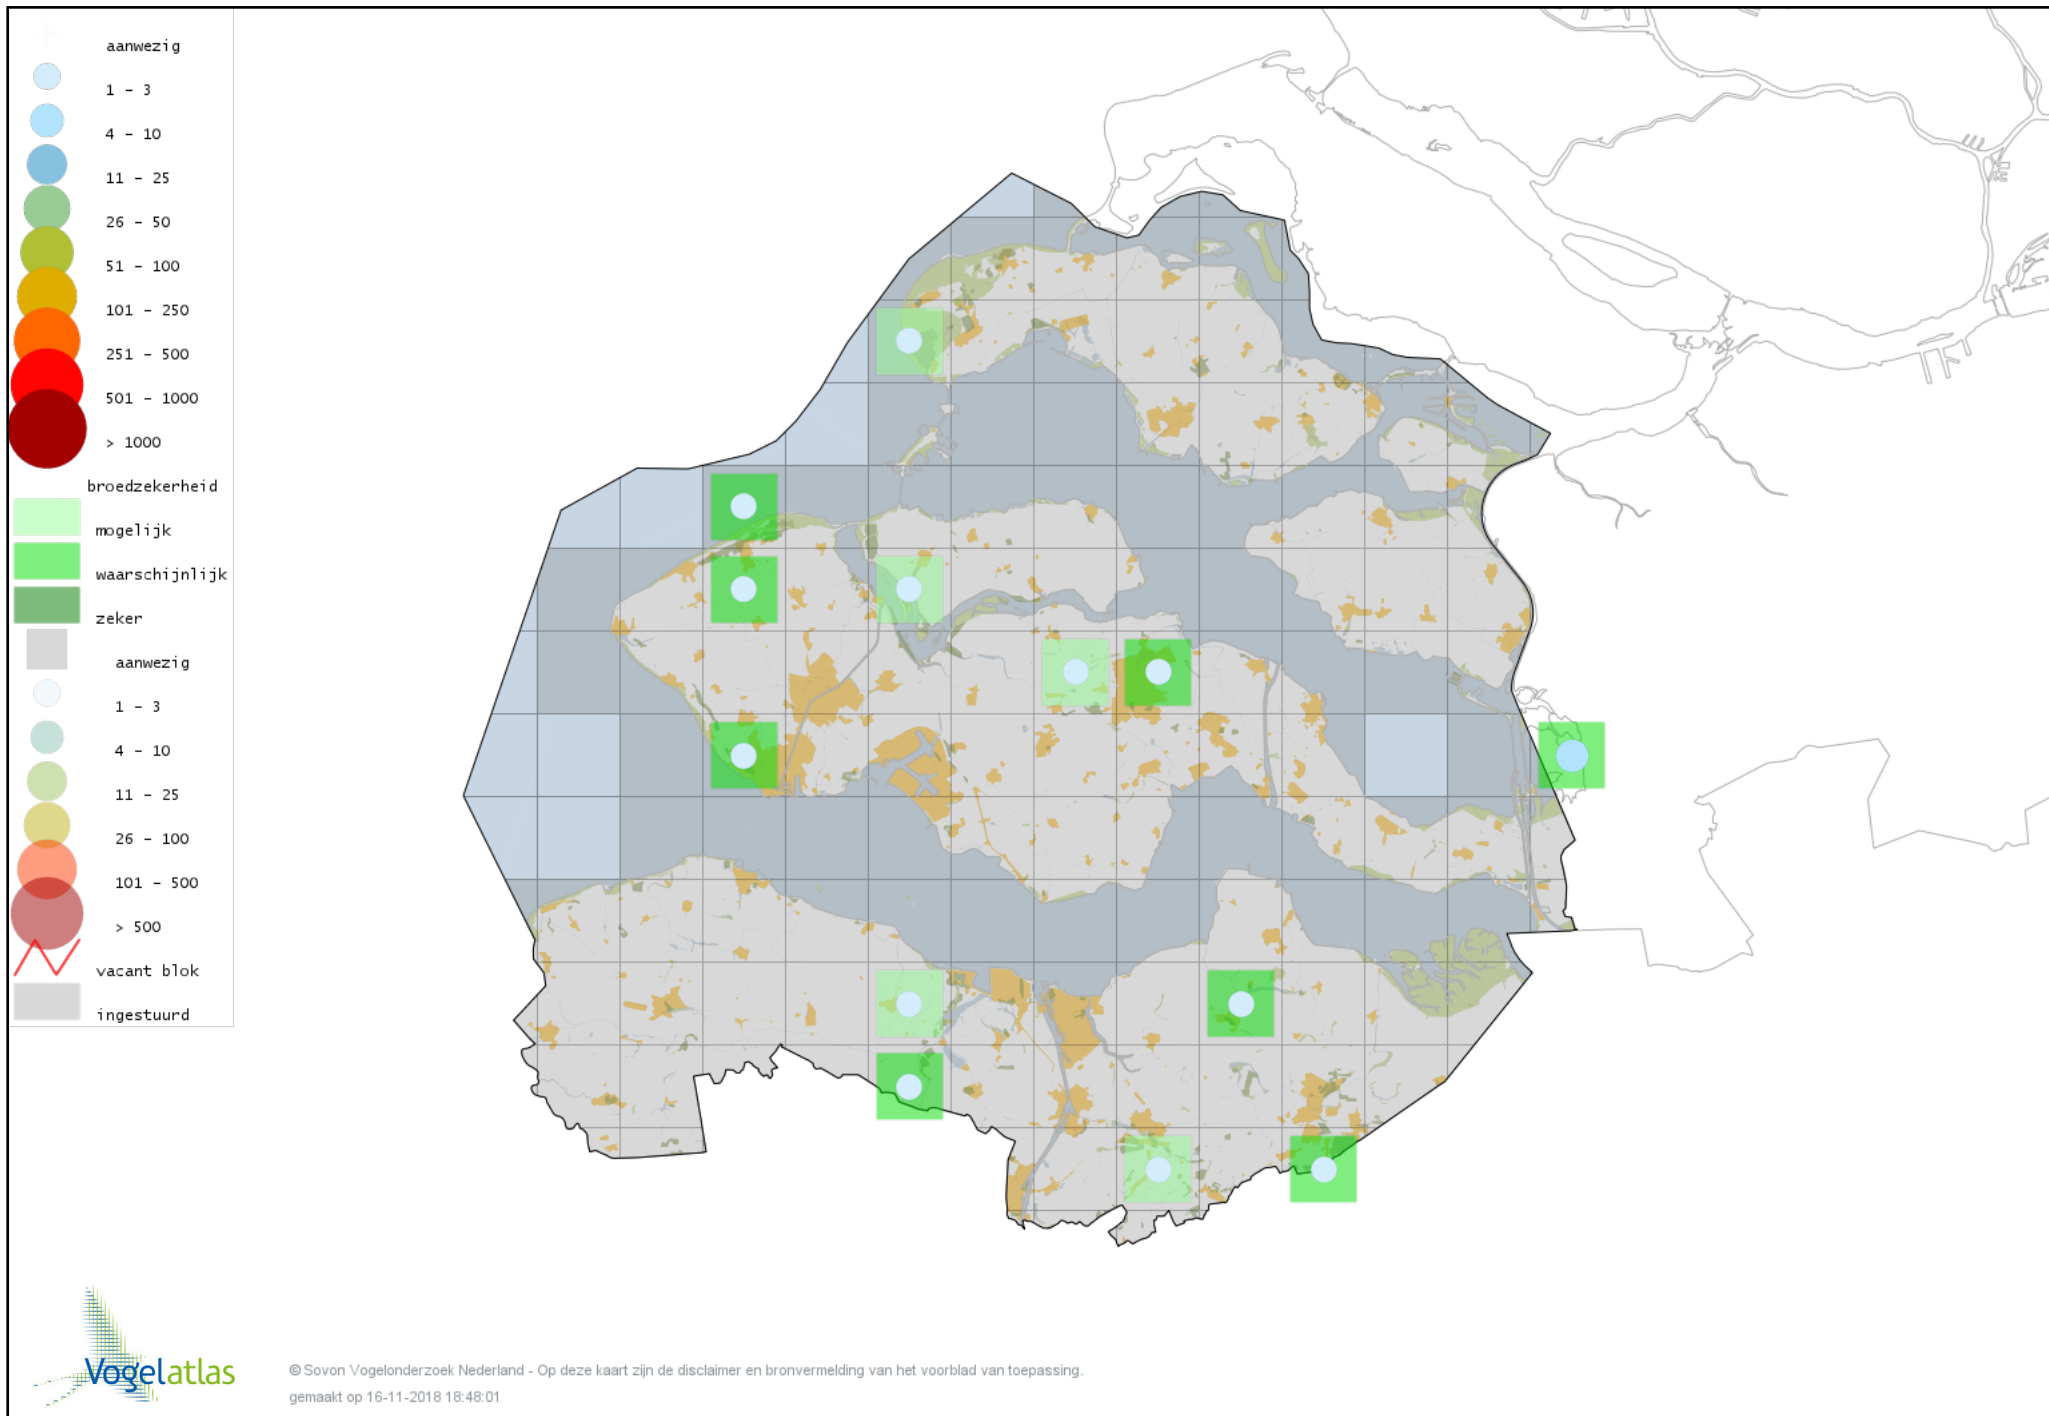 aanwezig
1 - 3
4 - 10
11 - 25
26 - 50
51 - 100
101 - 250
251 - 500
501 - 1000
> 1000
broedzekerheid
mogelijk
waarschijnlijk
zeker
aanwezig
1 - 3
4 - 10
11 - 25
26 - 100
101 - 500
> 500
vacant blok
ingestuurd
Vogelatlas
© Sovon Vogelonderzoek Nederland - Op deze kaart zijn de disclaimer en bronvermelding van het voorblad van toepassing.
gemaakt op 16-11-2018 18:48:01